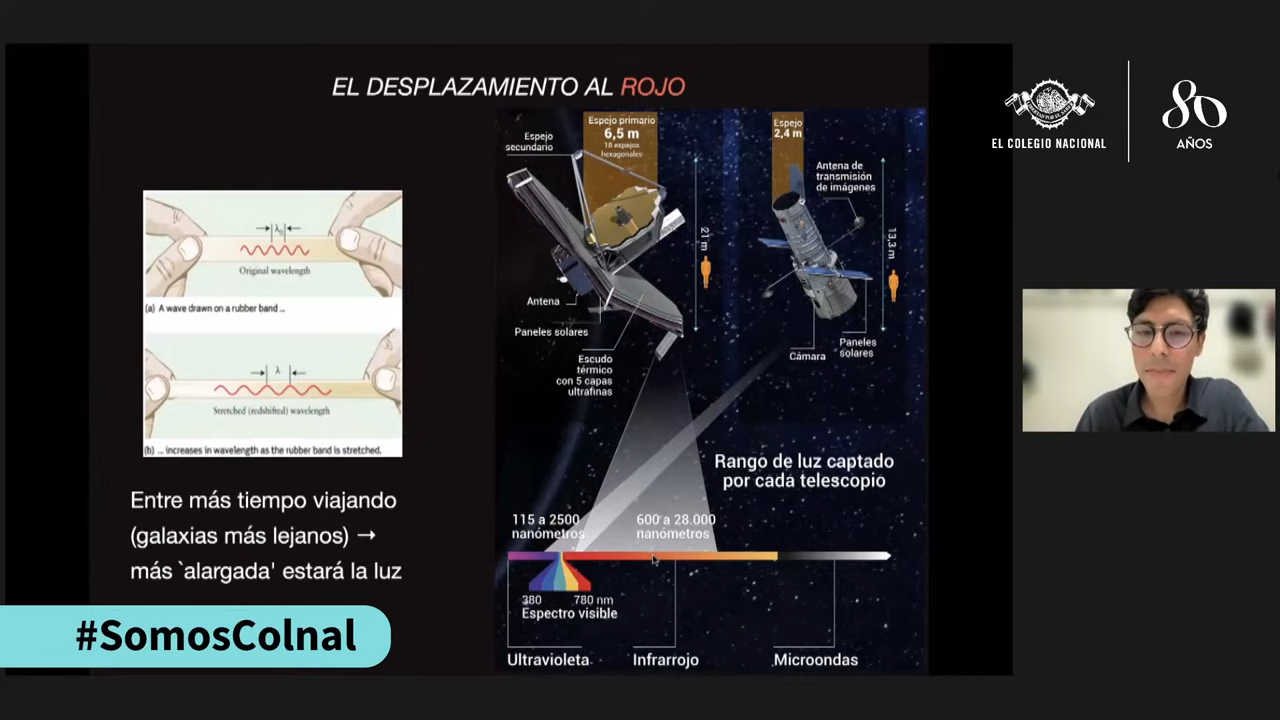 EL DESPLAZAMIENTO AL ROJO
EL COLEGIO NACIONAL
80
AÑOS
λ₀
Original wavelength
(a) A wave drawn on a rubber band ...
λ
Stretched (redshifted) wavelength
(b) ... increases in wavelength as the rubber band is stretched.
Entre más tiempo viajando
(galaxias más lejanos) →
más `alargada' estará la luz
#SomosColnal
Espejo
secundario
Espejo primario
6,5 m
18 espejos
hexagonales
21 m
Antena
Paneles solares
Escudo
térmico
con 5 capas
ultrafinas
Espejo
2,4 m
Antena de
transmisión
de imágenes
13,3 m
Cámara
Paneles
solares
Rango de luz captado
por cada telescopio
115 a 2500
nanómetros
600 a 28.000
nanómetros
380
780 nm
Espectro visible
Ultravioleta
Infrarrojo
Microondas